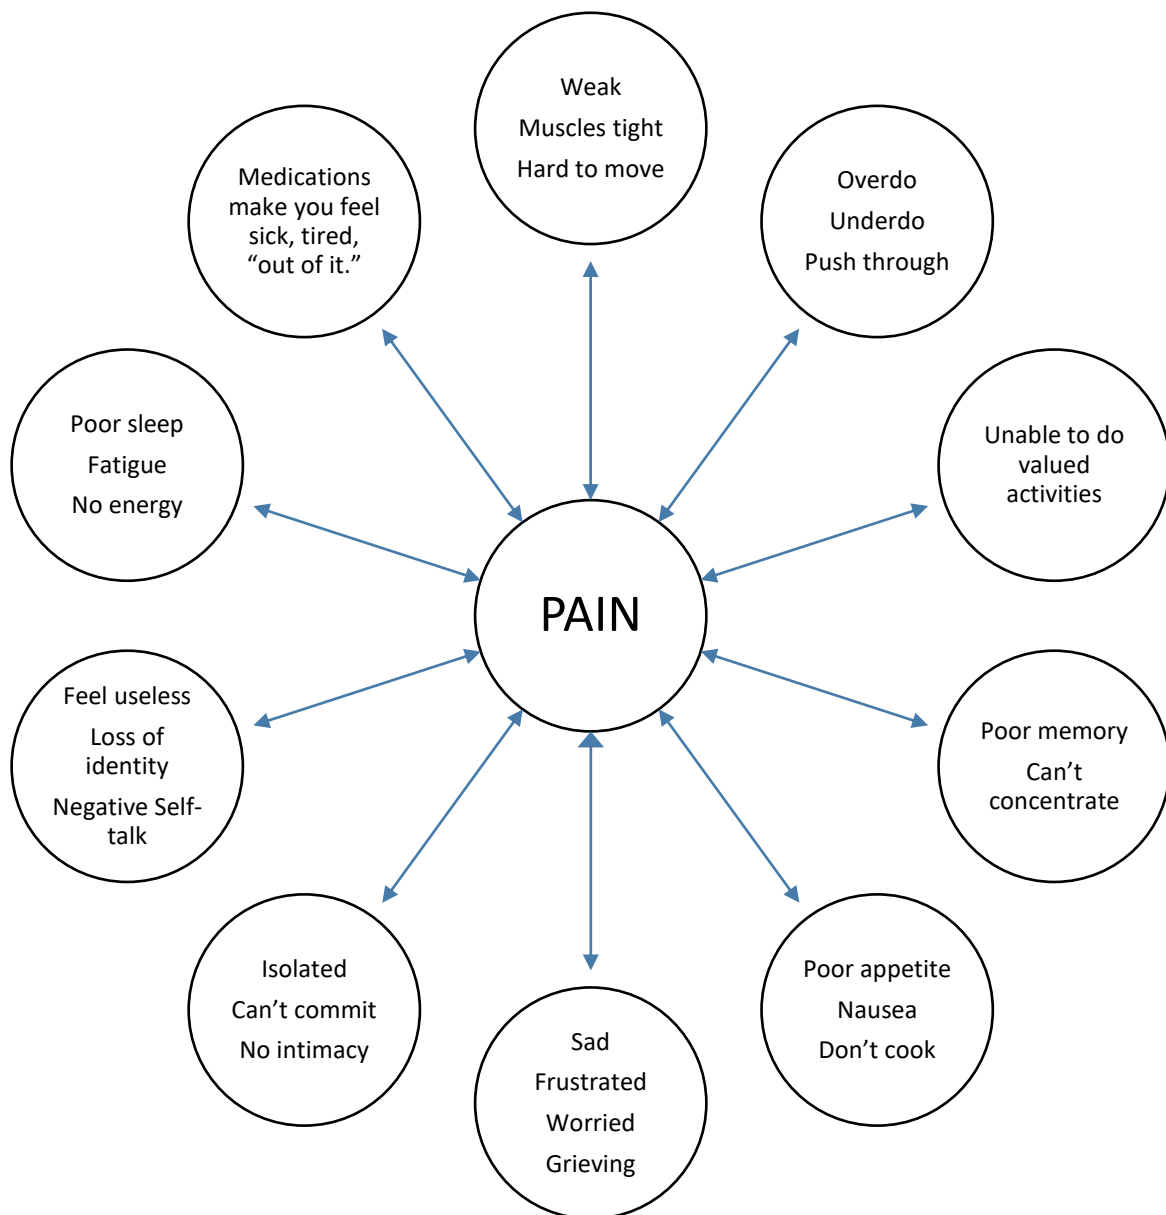 Weak
Muscles tight
Hard to move
Overdo
Underdo
Push through
Unable to do
valued
activities
Poor memory
Can’t
concentrate
Poor appetite
Nausea
Don’t cook
Sad
Frustrated
Worried
Grieving
Isolated
Can’t commit
No intimacy
Feel useless
Loss of
identity
Negative Self-
talk
Poor sleep
Fatigue
No energy
Medications
make you feel
sick, tired,
“out of it.”
PAIN